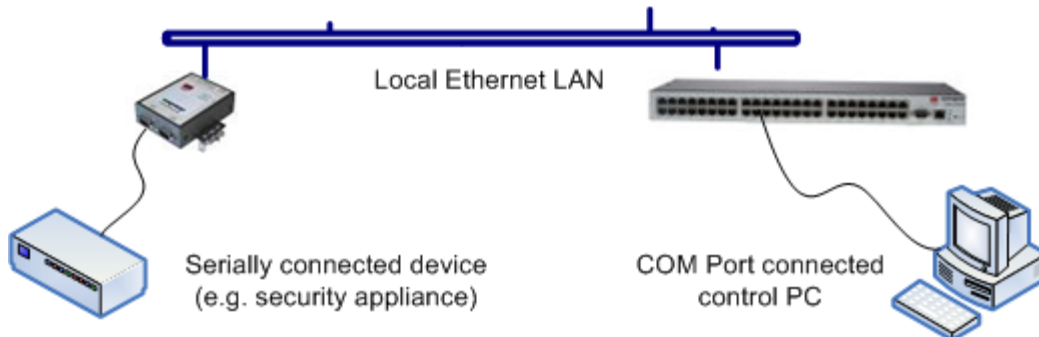 Local Ethernet LAN
Serially connected device
(e.g. security appliance)
COM Port connected
control PC